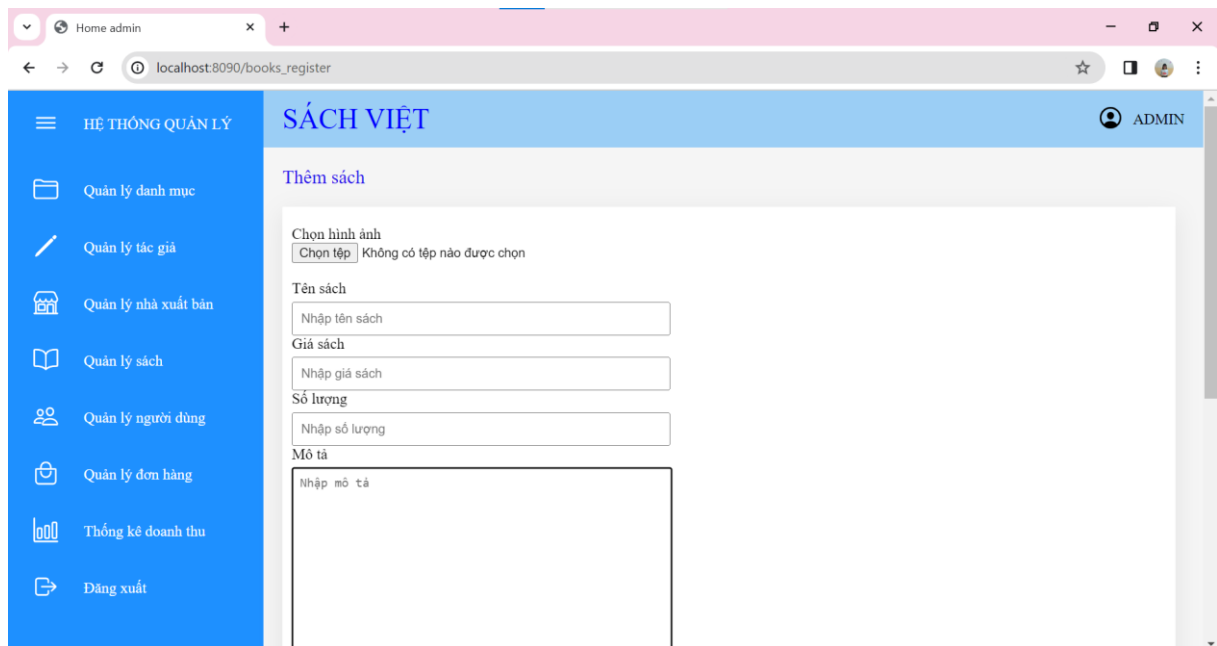 Home admin
localhost:8090/books_register
HỆ THỐNG QUẢN LÝ
SÁCH VIỆT
ADMIN
Quản lý danh mục
Quản lý tác giả
Quản lý nhà xuất bản
Quản lý sách
Quản lý người dùng
Quản lý đơn hàng
Thống kê doanh thu
Đăng xuất
Thêm sách
Chọn hình ảnh
Chọn tệp Không có tệp nào được chọn
Tên sách
Nhập tên sách
Giá sách
Nhập giá sách
Số lượng
Nhập số lượng
Mô tả
Nhập mô tả